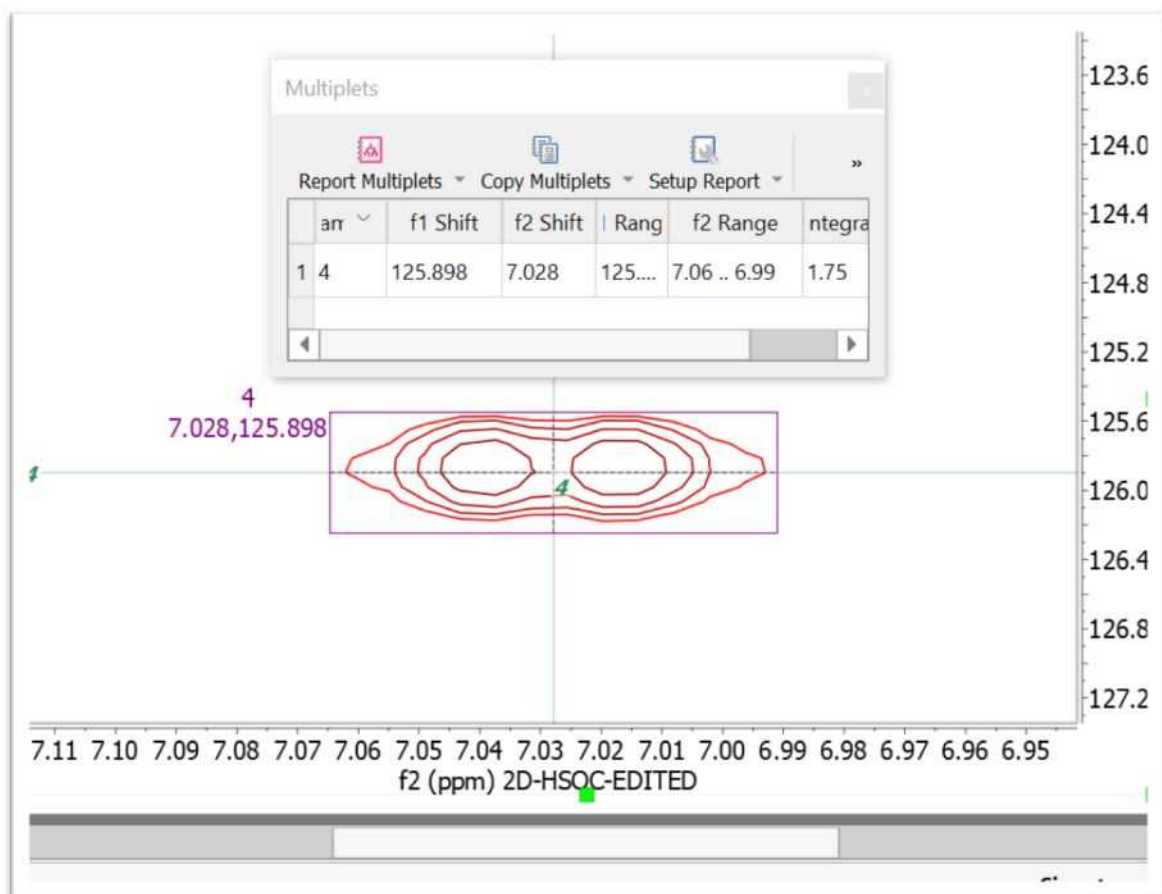 Multiplets
Report Multiplets Copy Multiplets Setup Report »
am f1 Shift f2 Shift Rang f2 Range ntegra
1 4 125.898 7.028 125.... 7.06 .. 6.99 1.75
4
7.028,125.898
4
4
123.6
124.0
124.4
124.8
125.2
125.6
126.0
126.4
126.8
127.2
7.11 7.10 7.09 7.08 7.07 7.06 7.05 7.04 7.03 7.02 7.01 7.00 6.99 6.98 6.97 6.96 6.95
f2 (ppm) 2D-HSQC-EDITED